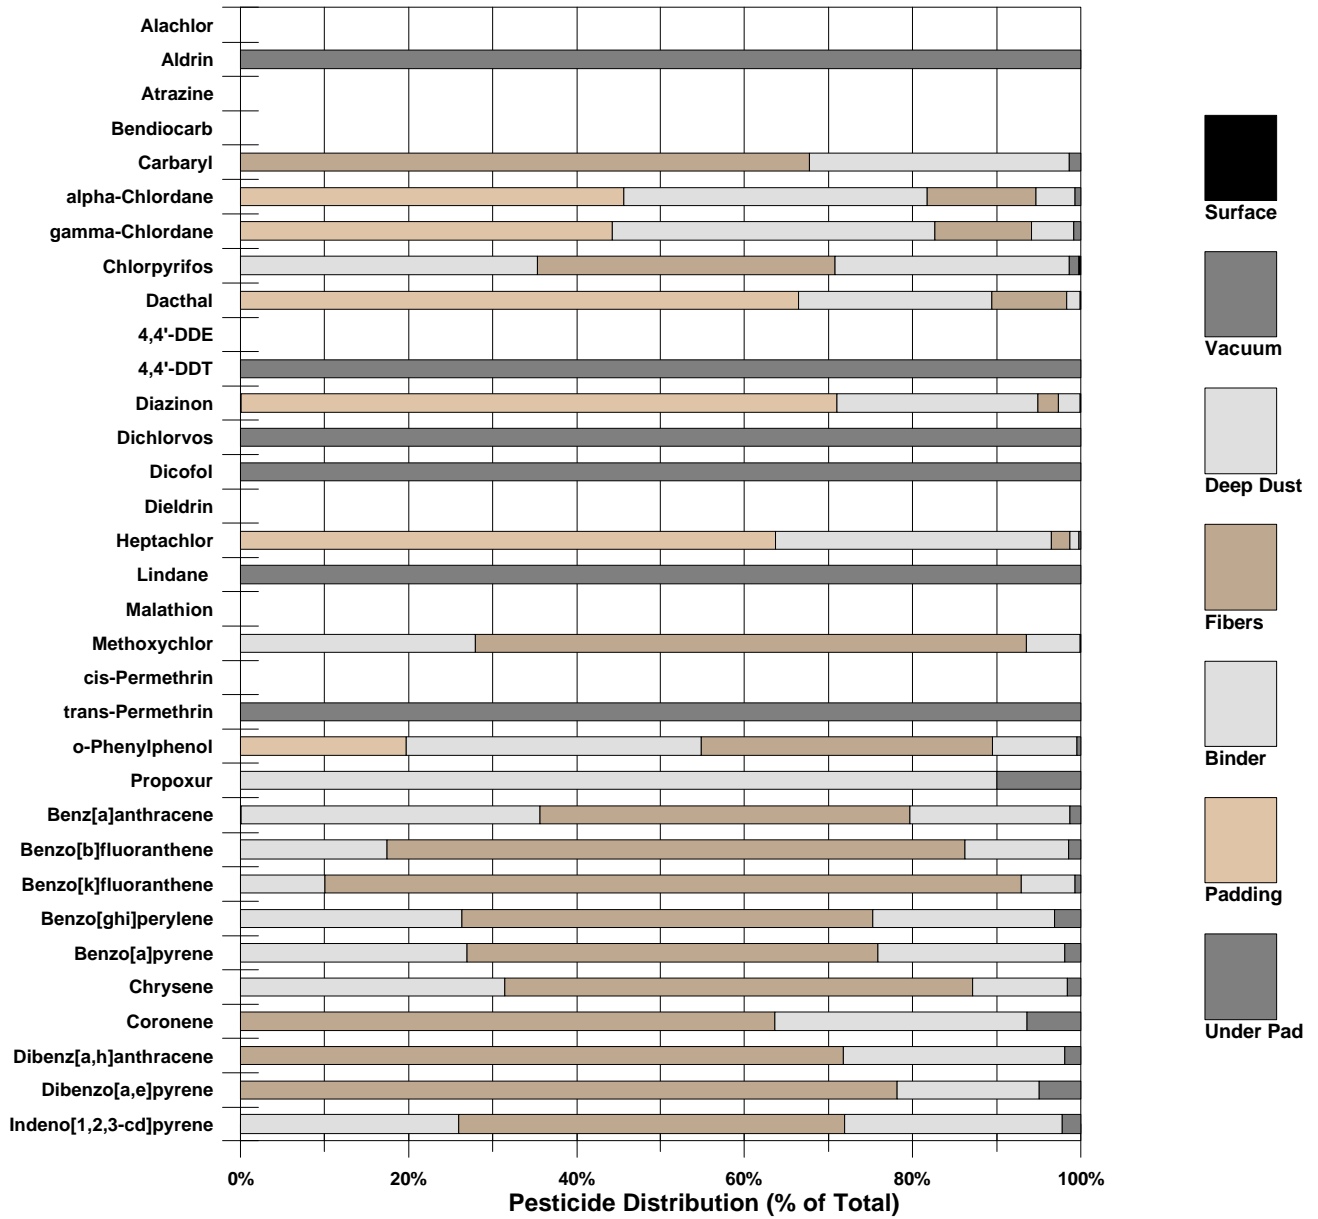 Alachlor
Aldrin
Atrazine
Bendiocarb
Carbaryl
alpha-Chlordane
gamma-Chlordane
Chlorpyrifos
Dacthal
4,4'-DDE
4,4'-DDT
Diazinon
Dichlorvos
Dicofol
Dieldrin
Heptachlor
Lindane
Malathion
Methoxychlor
cis-Permethrin
trans-Permethrin
o-Phenylphenol
Propoxur
Benz[a]anthracene
Benzo[b]fluoranthene
Benzo[k]fluoranthene
Benzo[ghi]perylene
Benzo[a]pyrene
Chrysene
Coronene
Dibenz[a,h]anthracene
Dibenzo[a,e]pyrene
Indeno[1,2,3-cd]pyrene
0% 20% 40% 60% 80% 100%
Pesticide Distribution (% of Total)
Surface
Vacuum
Deep Dust
Fibers
Binder
Padding
Under Pad